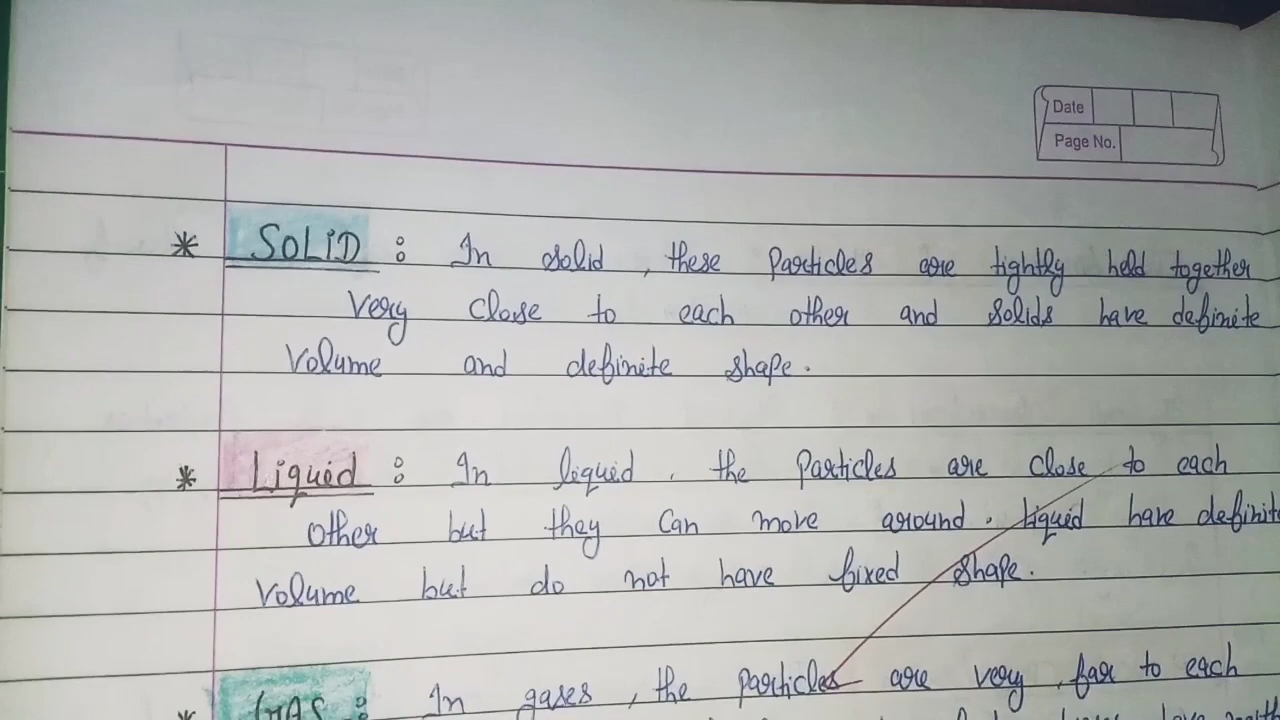 Date
Page No.
* SOLID : In solid , these Particles are tightly held together
very close to each other and solids have definite
Volume and definite shape.
* Liquid : In liquid , the Particles are close to each
other but they can move around . Liquid have definite
volume but do not have fixed shape.
* GAS : In gases , the particles are very far to each